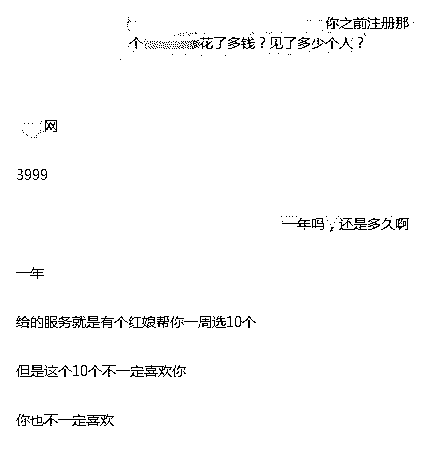 你之前注册那
个花了多钱？见了多少个人？
网
3999
一年吗，还是多久啊
一年
给的服务就是有个红娘帮你一周选10个
但是这个10个不一定喜欢你
你也不一定喜欢